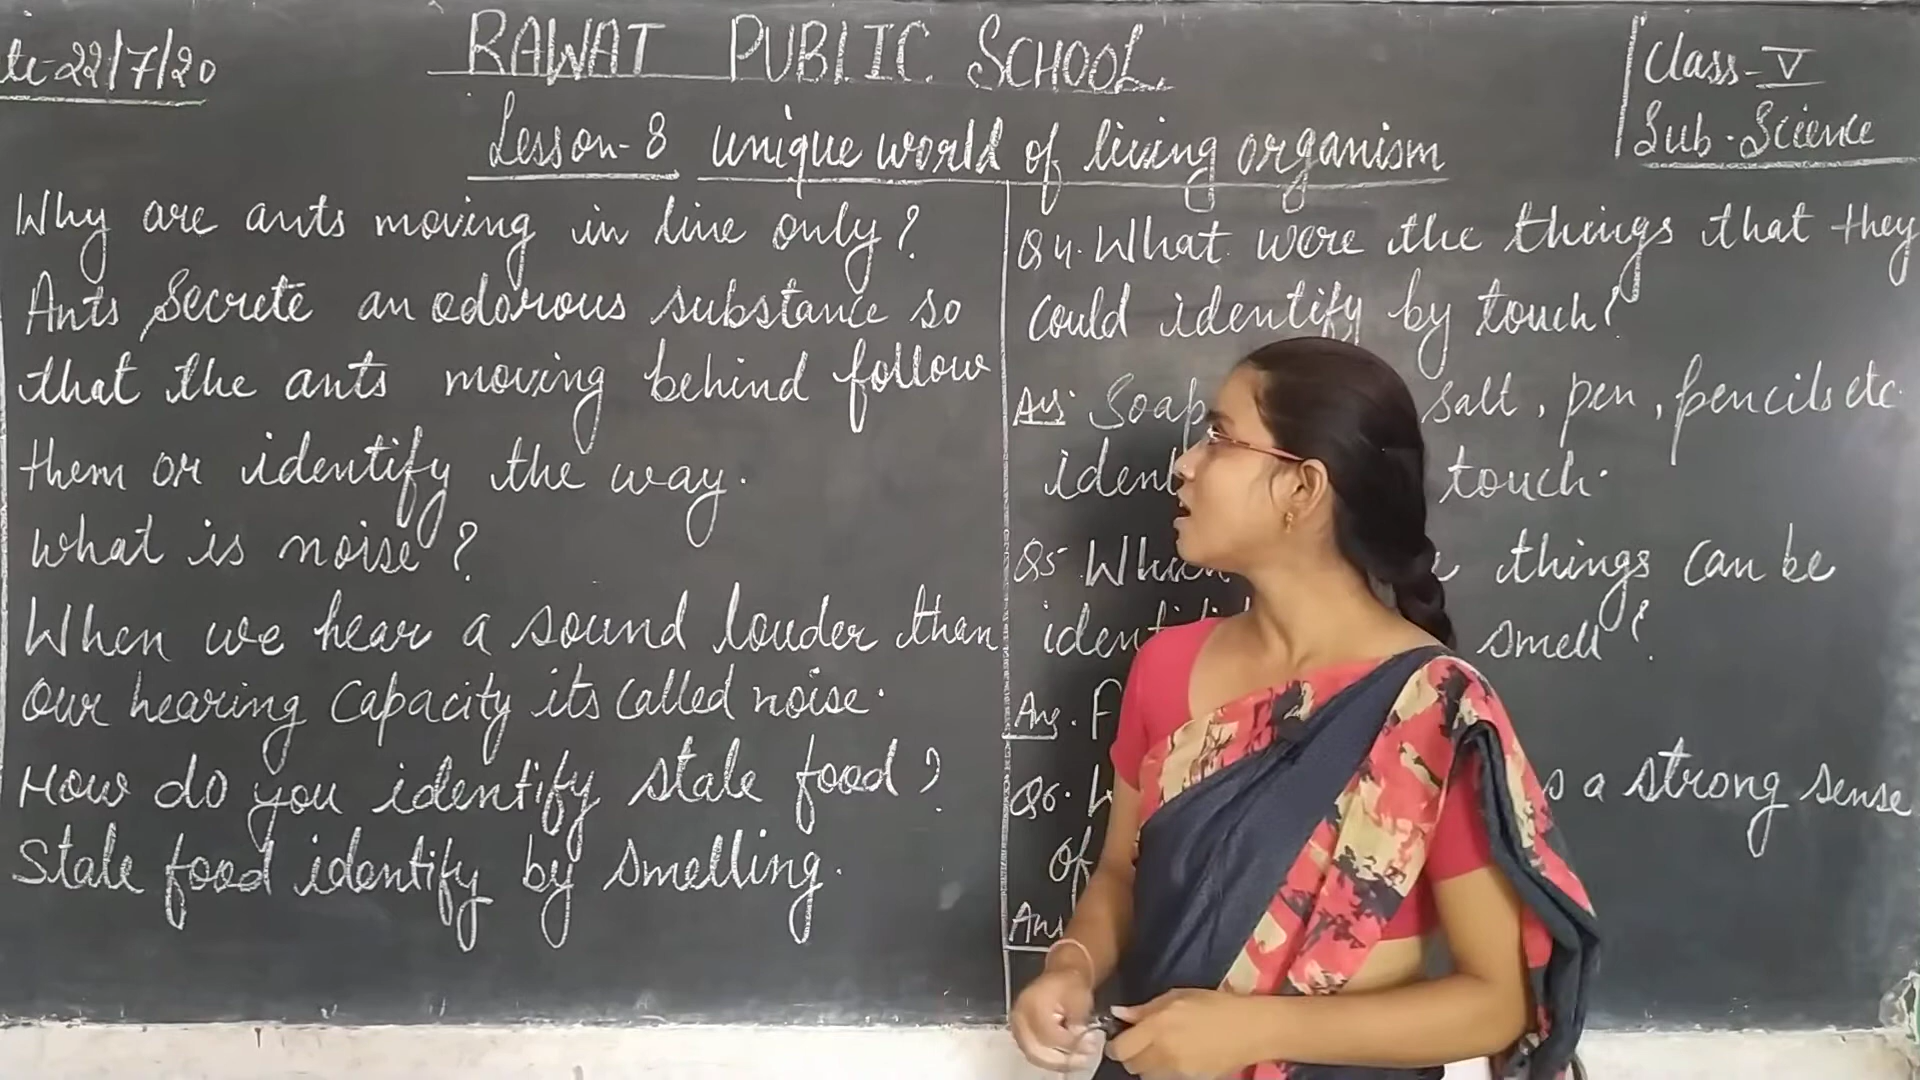 te-22/7/20
RAWAT PUBLIC SCHOOL
Class-V
Sub.Science
Lesson-8 unique world of living organism
Why are ants moving in line only?
Ants secrete an odorous substance so
that the ants moving behind follow
them or identify the way.
What is noise?
When we hear a sound louder than
our hearing capacity its called noise.
How do you identify stale food?
Stale food identify by smelling.
Q4. What were the things that they
could identify by touch?
Ans: Soap salt, pen, pencils etc.
touch.
Q5 things can be
smell?
Ans.
Q6. a strong sense
of
Ans